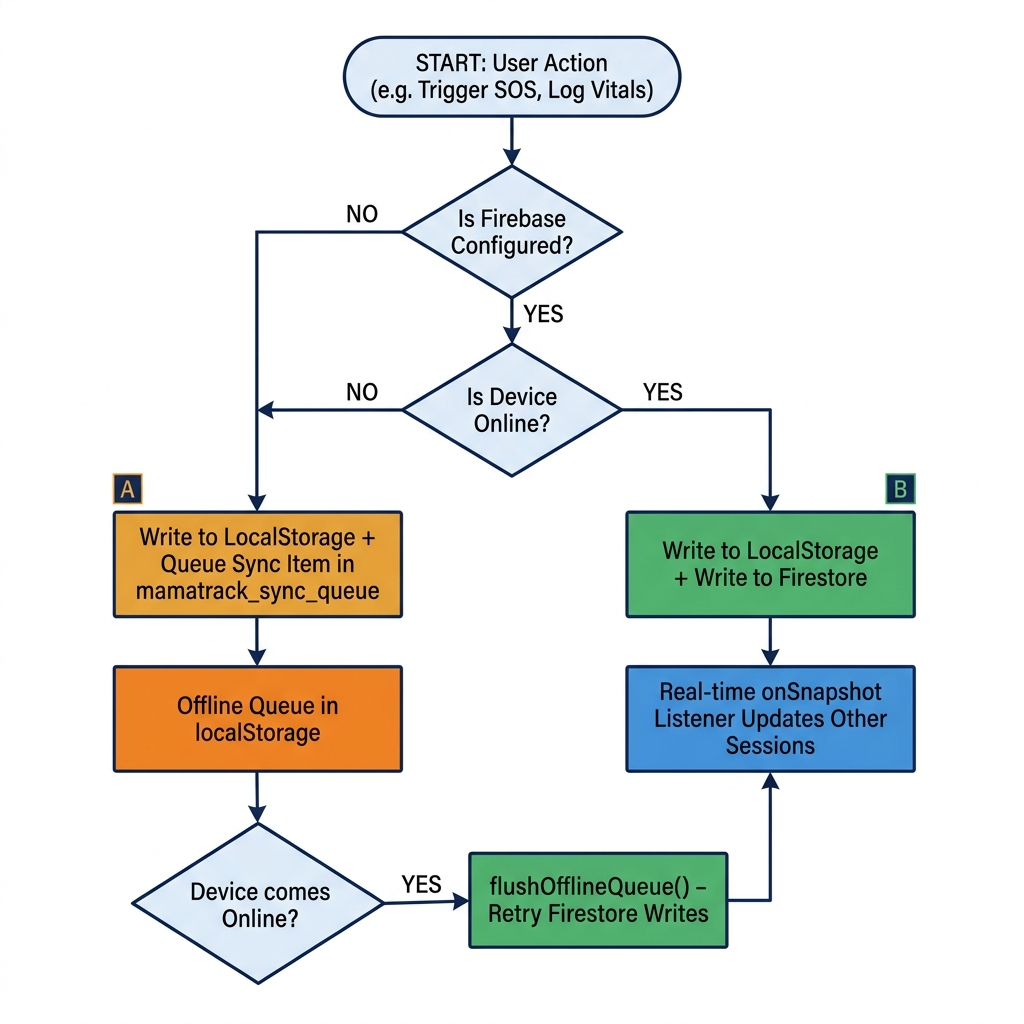 START: User Action
(e.g. Trigger SOS, Log Vitals)
Is Firebase
Configured?
NO
YES
Is Device
Online?
NO
YES
A
Write to LocalStorage +
Queue Sync Item in
mamatrack_sync_queue
B
Write to LocalStorage
+ Write to Firestore
Offline Queue in
localStorage
Real-time onSnapshot
Listener Updates Other
Sessions
Device comes
Online?
YES
flushOfflineQueue() –
Retry Firestore Writes